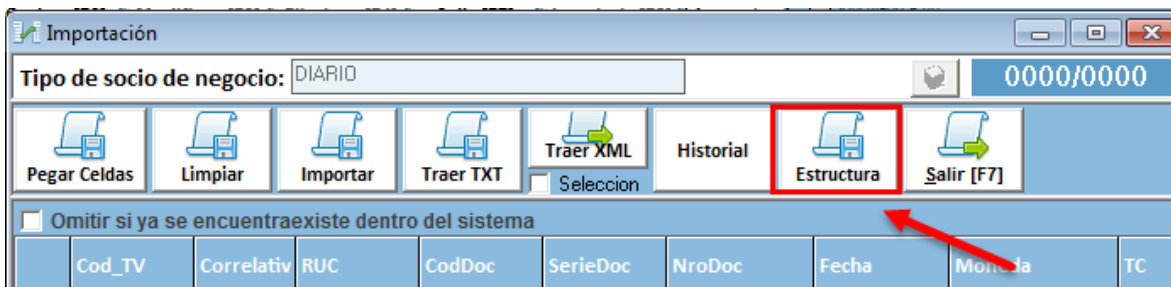 Importación
Tipo de socio de negocio: DIARIO 0000/0000
Pegar Celdas Limpiar Importar Traer TXT Traer XML Historial Estructura Salir [F7]
Seleccion
Omitir si ya se encuentraexiste dentro del sistema
Cod_TV Correlativ RUC CodDoc SerieDoc NroDoc Fecha Moneda TC